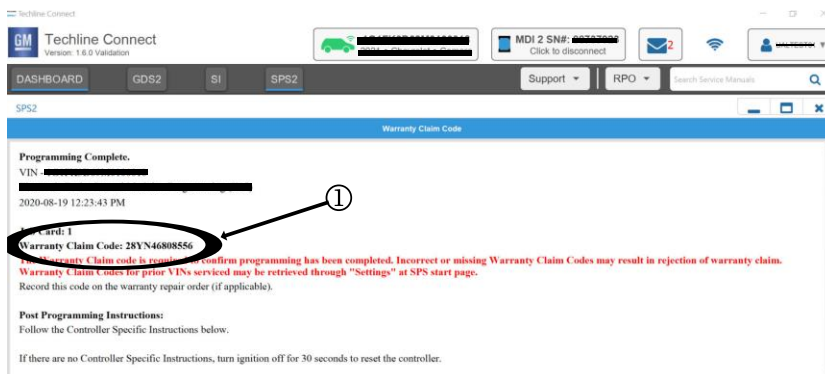 Techline Connect
GM
Techline Connect
Version: 1.6.0 Validation
2021 - Chevrolet - Camaro
MDI 2 SN#:
Click to disconnect
2
DASHBOARD GDS2 SI SPS2 Support RPO Search Service Manuals
SPS2
Warranty Claim Code
Programming Complete.
VIN -
2020-08-19 12:23:43 PM
①
Card: 1
Warranty Claim Code: 28YN46808556
The Warranty Claim code is required to confirm programming has been completed. Incorrect or missing Warranty Claim Codes may result in rejection of warranty claim.
Warranty Claim Codes for prior VINs serviced may be retrieved through "Settings" at SPS start page.
Record this code on the warranty repair order (if applicable).
Post Programming Instructions:
Follow the Controller Specific Instructions below.
If there are no Controller Specific Instructions, turn ignition off for 30 seconds to reset the controller.